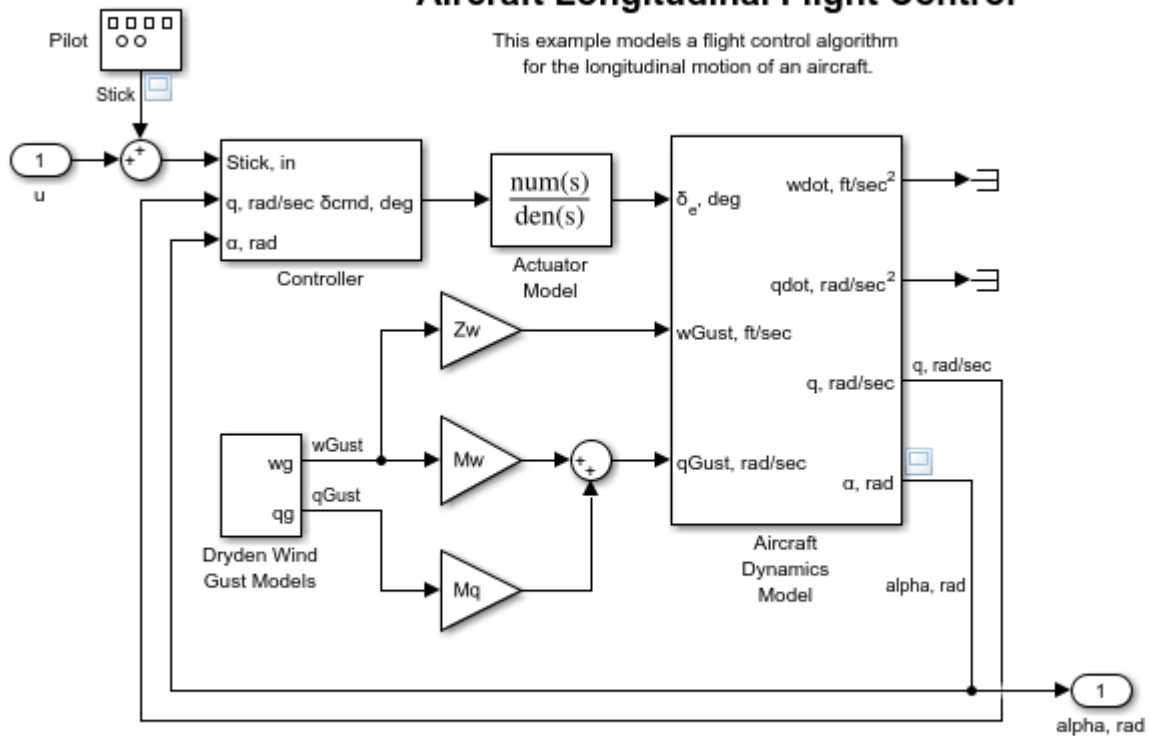 Aircraft Longitudinal Flight Control
This example models a flight control algorithm
for the longitudinal motion of an aircraft.
Pilot
Stick
1
u
Stick, in
q, rad/sec δcmd, deg
α, rad
Controller
num(s)
den(s)
Actuator
Model
δe, deg
wdot, ft/sec²
qdot, rad/sec²
wGust, ft/sec
q, rad/sec
qGust, rad/sec
α, rad
Aircraft
Dynamics
Model
q, rad/sec
Zw
Mw
Mq
wg
qg
wGust
qGust
Dryden Wind
Gust Models
alpha, rad
1
alpha, rad